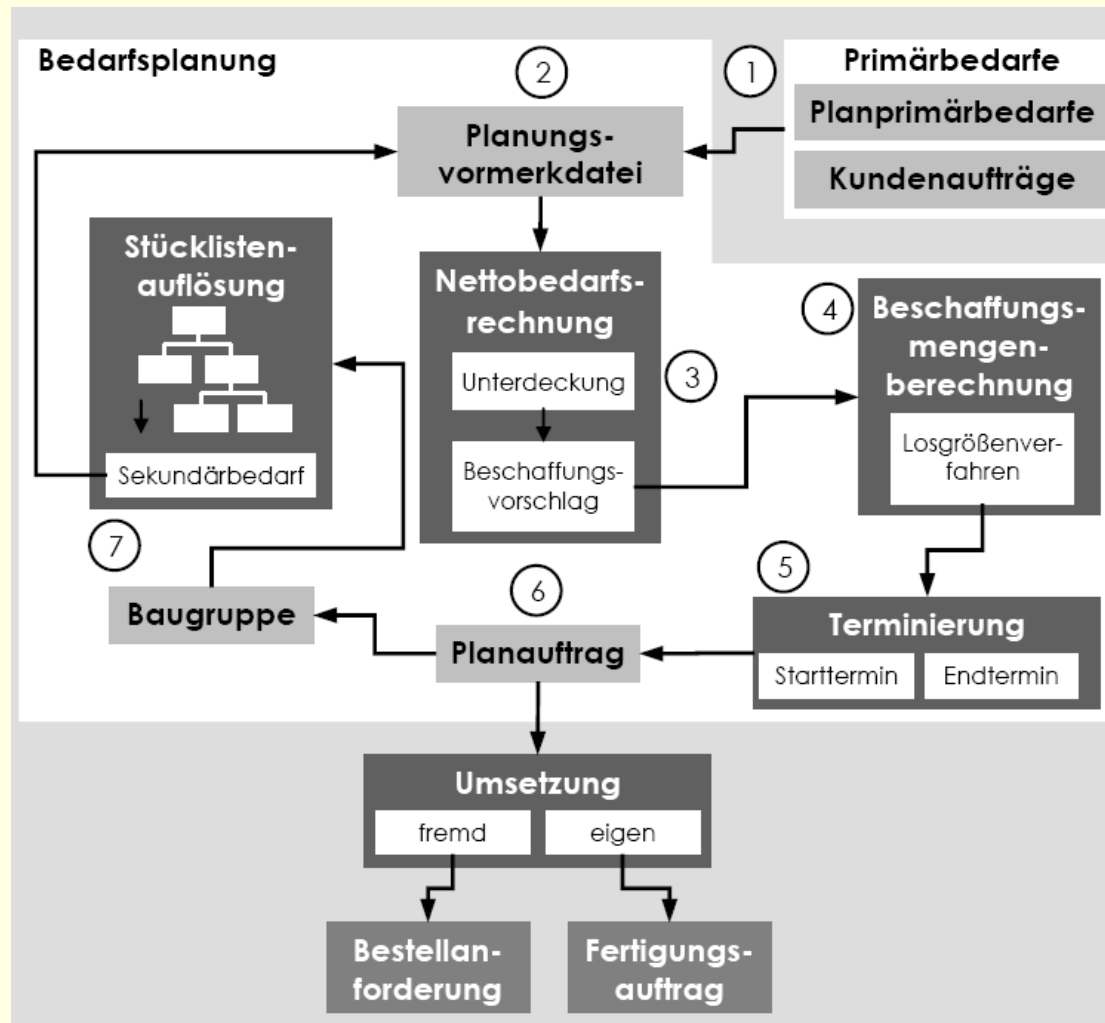 Bedarfsplanung
2
1
Primärbedarfe
Planprimärbedarfe
Kundenaufträge
Planungs-
vormerkdatei
Stücklisten-
auflösung
Sekundärbedarf
Nettobedarfs-
rechnung
Unterdeckung
Beschaffungs-
vorschlag
3
4
Beschaffungs-
mengen-
berechnung
Losgrößenver-
fahren
5
Terminierung
Starttermin
Endtermin
6
Planauftrag
7
Baugruppe
Umsetzung
fremd
eigen
Bestellan-
forderung
Fertigungs-
auftrag